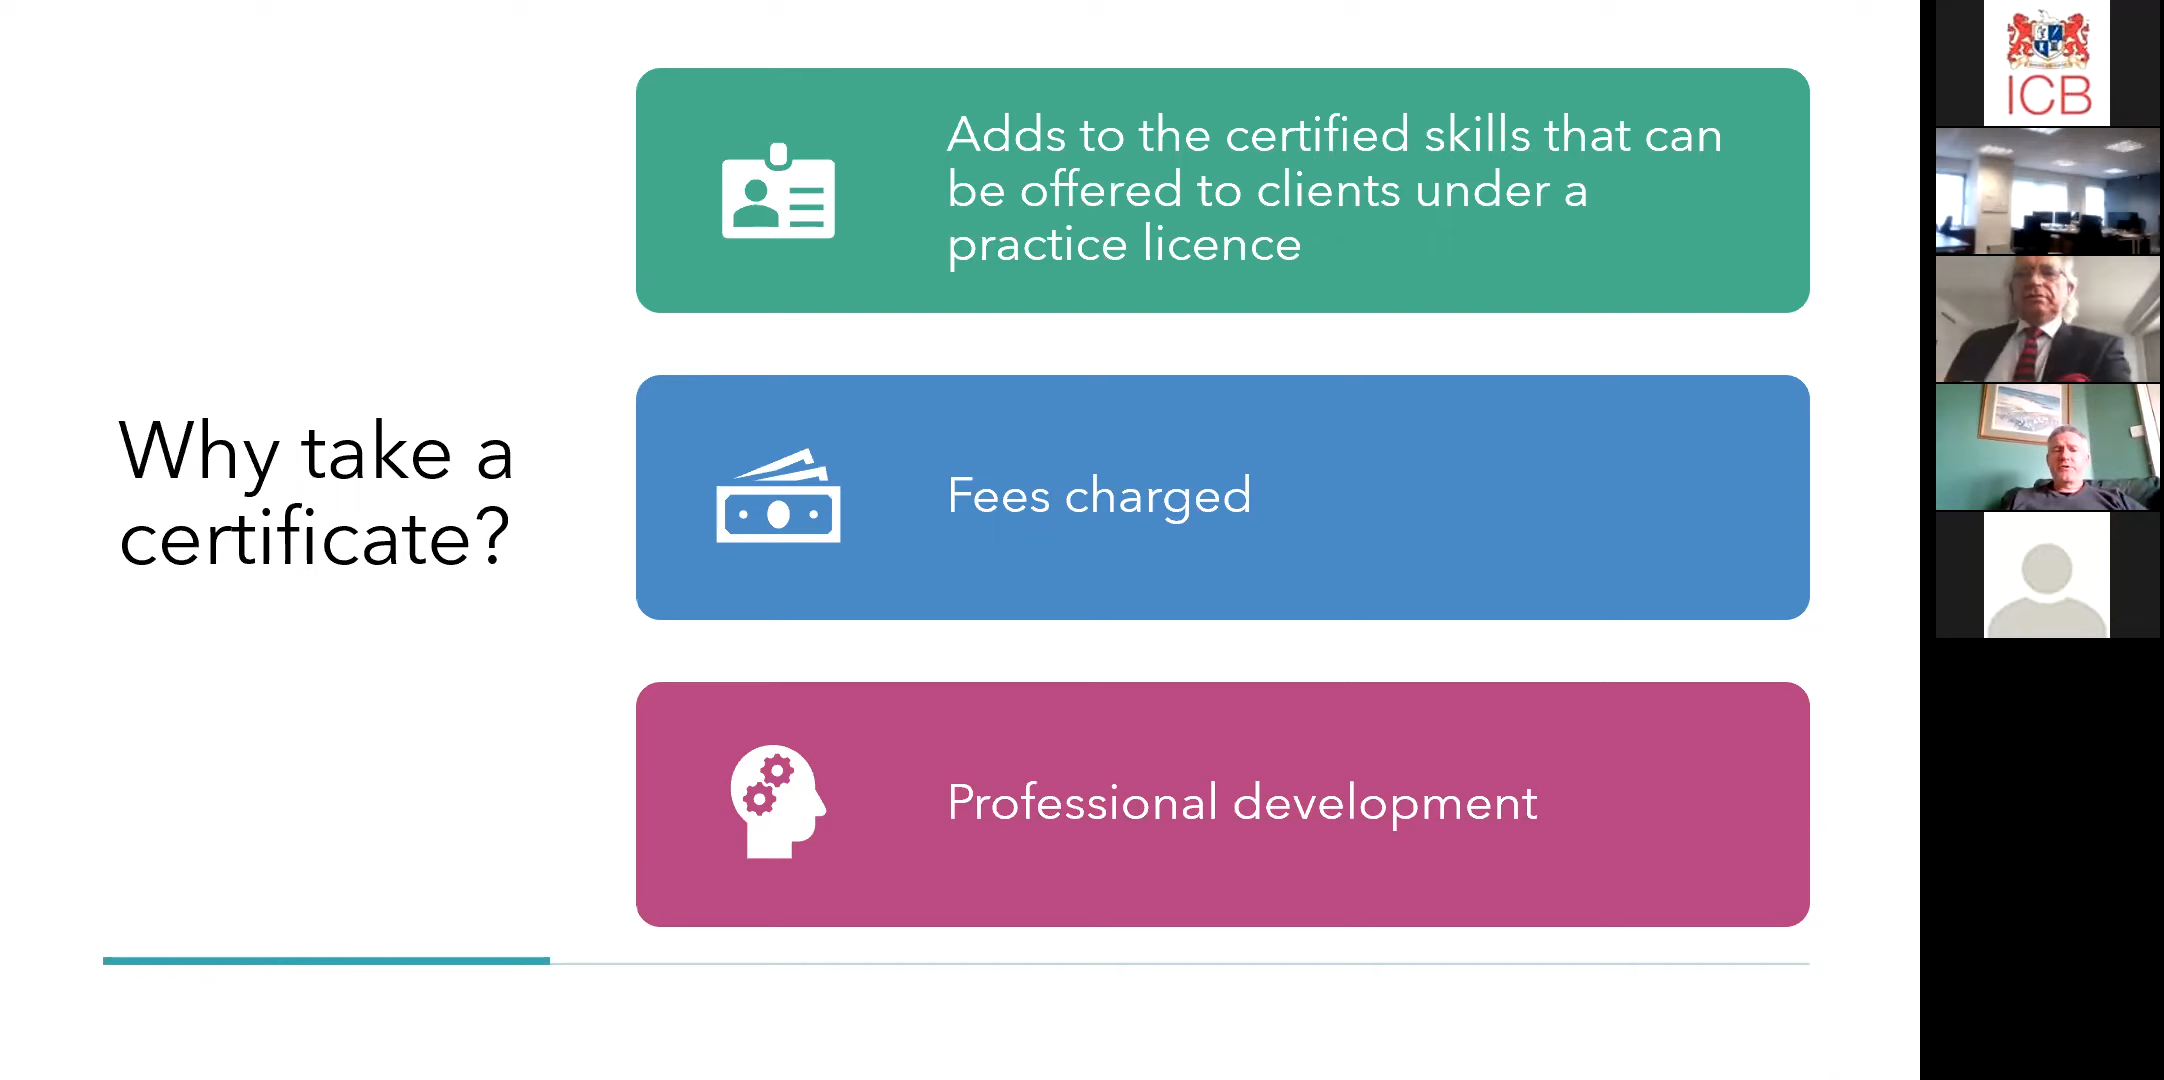 Why take a
certificate?
Adds to the certified skills that can
be offered to clients under a
practice licence
Fees charged
Professional development
ICB